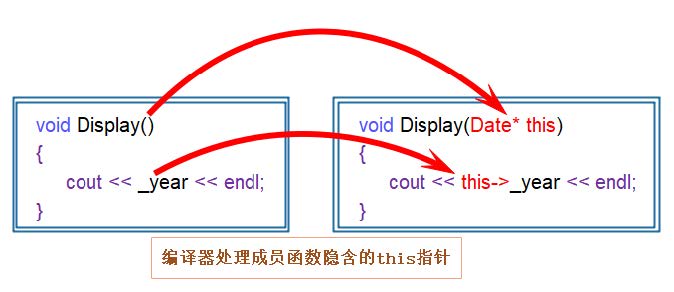 void Display()
{
cout << _year << endl;
}
void Display(Date* this)
{
cout << this->_year << endl;
}
编译器处理成员函数隐含的this指针